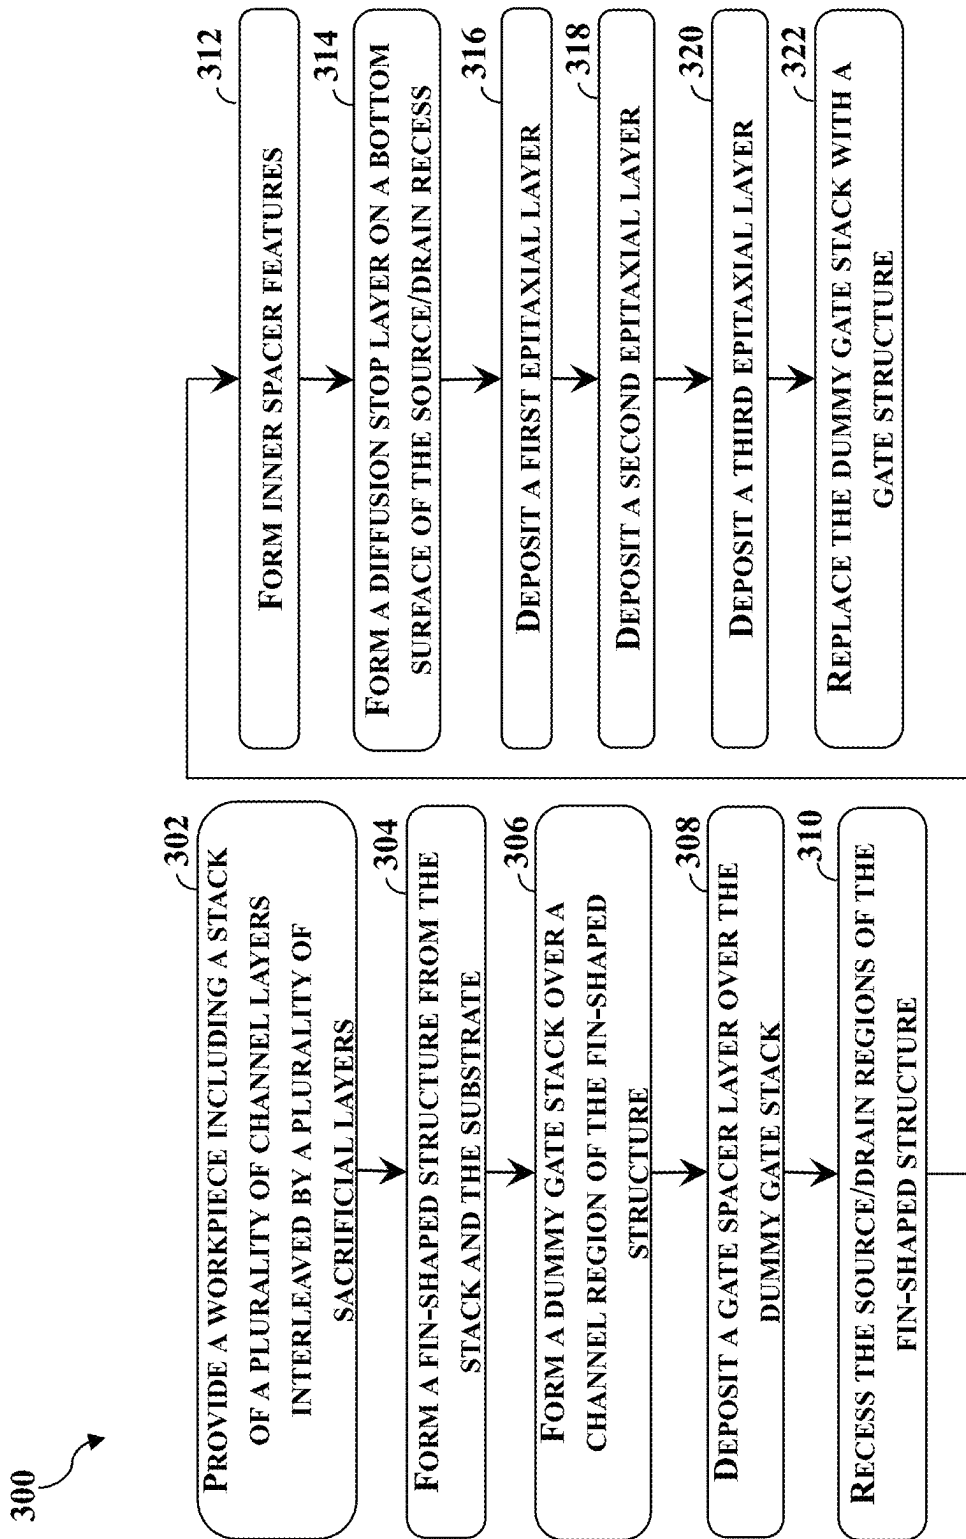 300
302
PROVIDE A WORKPIECE INCLUDING A STACK
OF A PLURALITY OF CHANNEL LAYERS
INTERLEAVED BY A PLURALITY OF
SACRIFICIAL LAYERS
304
FORM A FIN-SHAPED STRUCTURE FROM THE
STACK AND THE SUBSTRATE
306
FORM A DUMMY GATE STACK OVER A
CHANNEL REGION OF THE FIN-SHAPED
STRUCTURE
308
DEPOSIT A GATE SPACER LAYER OVER THE
DUMMY GATE STACK
310
RECESS THE SOURCE/DRAIN REGIONS OF THE
FIN-SHAPED STRUCTURE
312
FORM INNER SPACER FEATURES
314
FORM A DIFFUSION STOP LAYER ON A BOTTOM
SURFACE OF THE SOURCE/DRAIN RECESS
316
DEPOSIT A FIRST EPITAXIAL LAYER
318
DEPOSIT A SECOND EPITAXIAL LAYER
320
DEPOSIT A THIRD EPITAXIAL LAYER
322
REPLACE THE DUMMY GATE STACK WITH A
GATE STRUCTURE